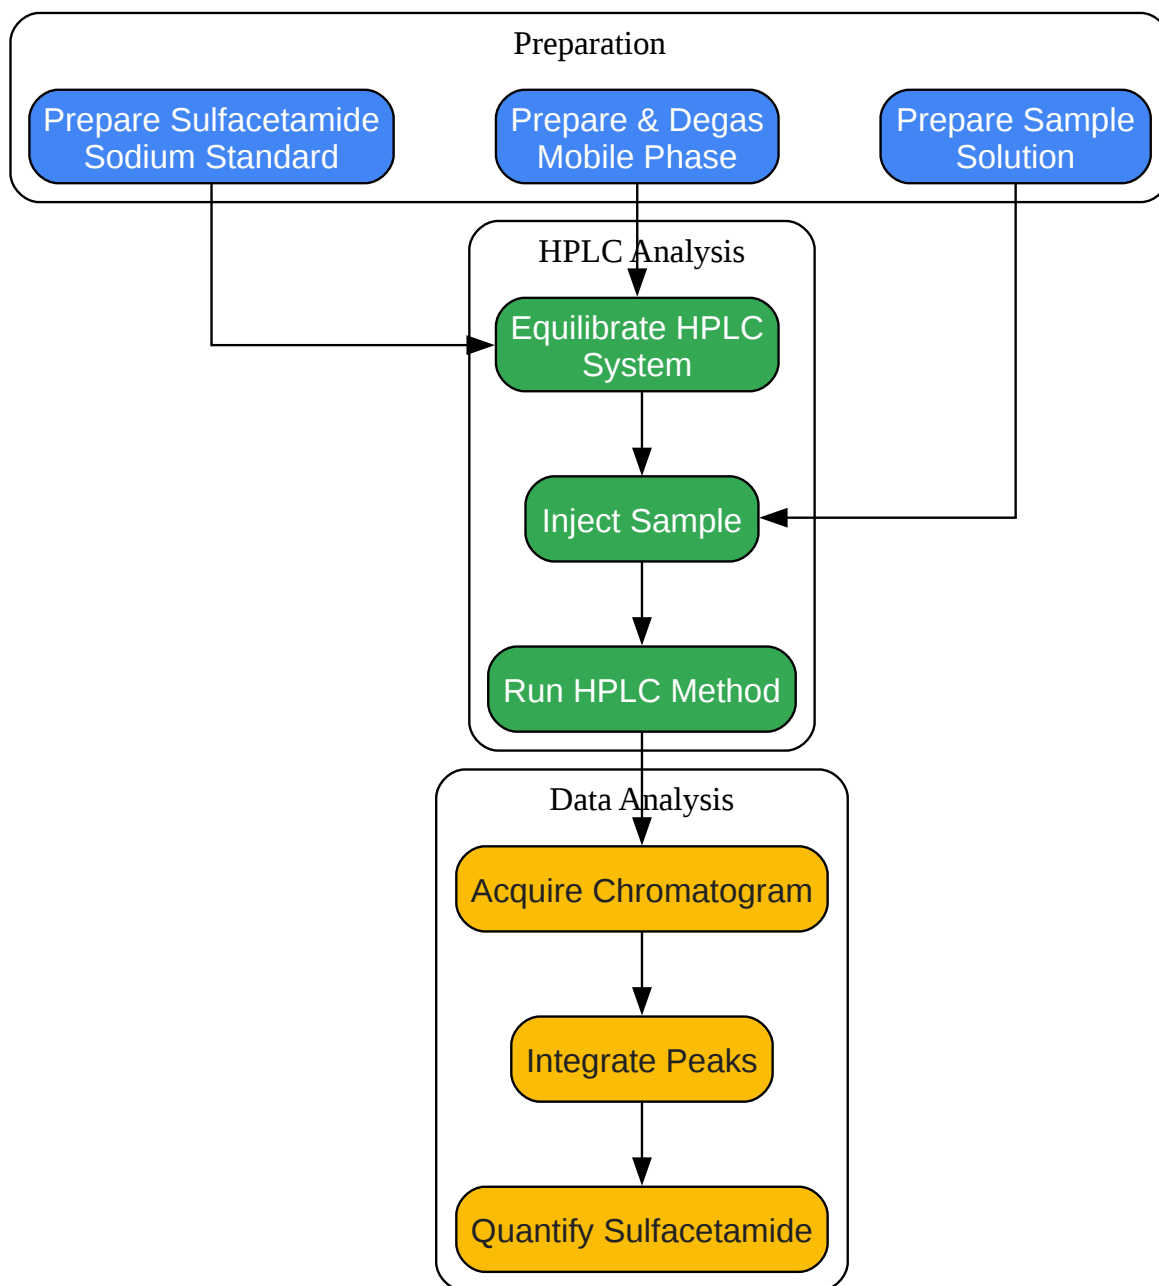 Preparation
Prepare Sulfacetamide
Sodium Standard
Prepare & Degas
Mobile Phase
Prepare Sample
Solution
HPLC Analysis
Equilibrate HPLC
System
Inject Sample
Run HPLC Method
Data Analysis
Acquire Chromatogram
Integrate Peaks
Quantify Sulfacetamide